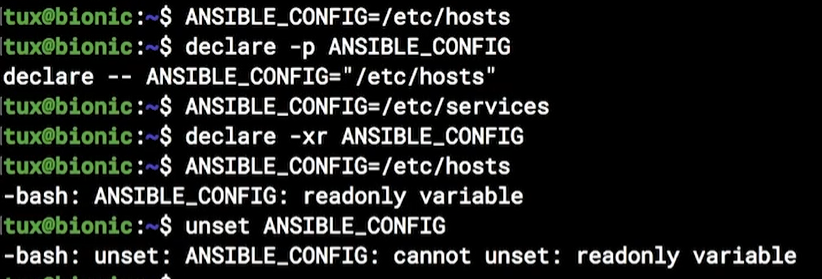 tux@bionic:~$ ANSIBLE_CONFIG=/etc/hosts
tux@bionic:~$ declare -p ANSIBLE_CONFIG
declare -- ANSIBLE_CONFIG="/etc/hosts"
tux@bionic:~$ ANSIBLE_CONFIG=/etc/services
tux@bionic:~$ declare -xr ANSIBLE_CONFIG
tux@bionic:~$ ANSIBLE_CONFIG=/etc/hosts
-bash: ANSIBLE_CONFIG: readonly variable
tux@bionic:~$ unset ANSIBLE_CONFIG
-bash: unset: ANSIBLE_CONFIG: cannot unset: readonly variable